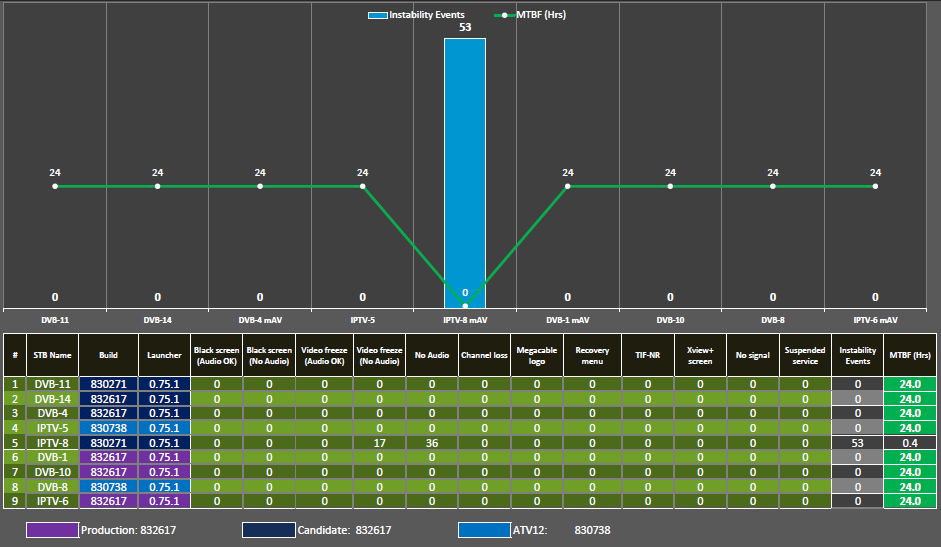 Instability Events MTBF (Hrs)
53
24 24 24 24 24 24 24 24
0 0 0 0 0 0 0 0 0
DVB-11 DVB-14 DVB-4 mAV IPTV-5 IPTV-8 mAV DVB-1 mAV DVB-10 DVB-8 IPTV-6 mAV
# STB Name Build Launcher Black screen (Audio OK) Black screen (No Audio) Video freeze (Audio OK) Video freeze (No Audio) No Audio Channel loss Megacable logo Recovery menu TIF-NR Xview+ screen No signal Suspended service Instability Events MTBF (Hrs)
1 DVB-11 830271 0.75.1 0 0 0 0 0 0 0 0 0 0 0 0 0 24.0
2 DVB-14 832617 0.75.1 0 0 0 0 0 0 0 0 0 0 0 0 0 24.0
3 DVB-4 832617 0.75.1 0 0 0 0 0 0 0 0 0 0 0 0 0 24.0
4 IPTV-5 830738 0.75.1 0 0 0 0 0 0 0 0 0 0 0 0 0 24.0
5 IPTV-8 830271 0.75.1 0 0 0 17 36 0 0 0 0 0 0 0 53 0.4
6 DVB-1 832617 0.75.1 0 0 0 0 0 0 0 0 0 0 0 0 0 24.0
7 DVB-10 832617 0.75.1 0 0 0 0 0 0 0 0 0 0 0 0 0 24.0
8 DVB-8 830738 0.75.1 0 0 0 0 0 0 0 0 0 0 0 0 0 24.0
9 IPTV-6 832617 0.75.1 0 0 0 0 0 0 0 0 0 0 0 0 0 24.0
Production: 832617 Candidate: 832617 ATV12: 830738